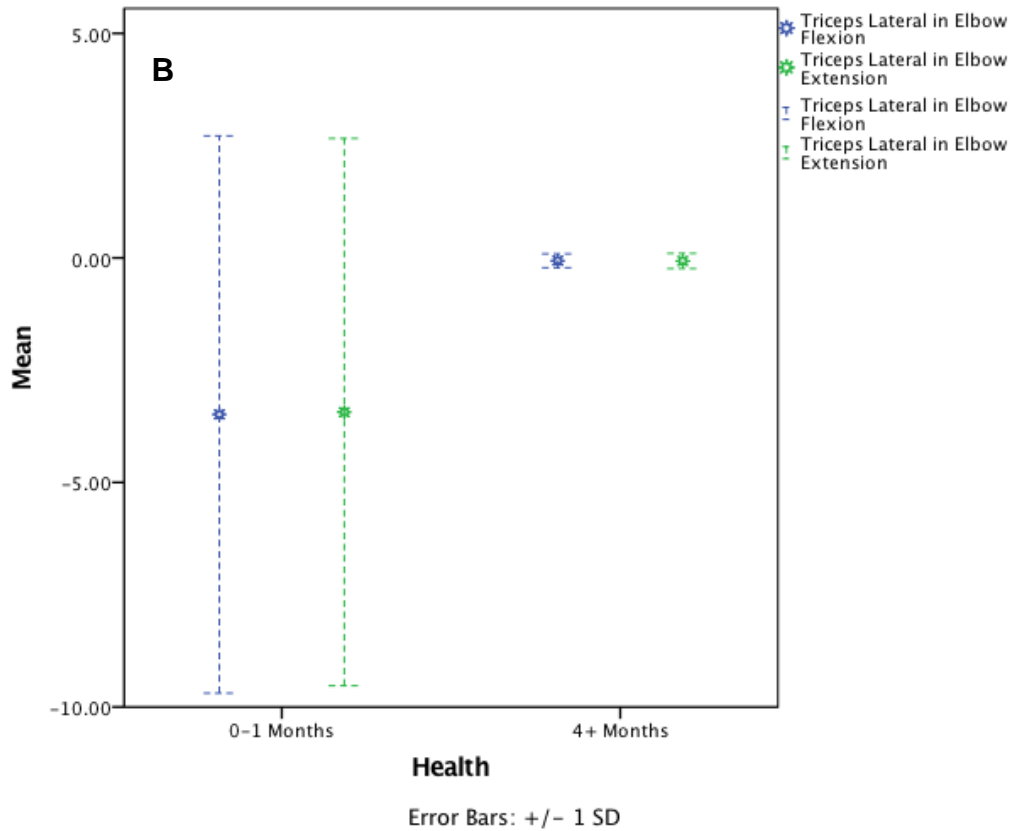 B
5.00
0.00
-5.00
-10.00
Mean
0-1 Months
4+ Months
Health
Error Bars: +/- 1 SD
Triceps Lateral in Elbow
Flexion
Triceps Lateral in Elbow
Extension
Triceps Lateral in Elbow
Flexion
Triceps Lateral in Elbow
Extension